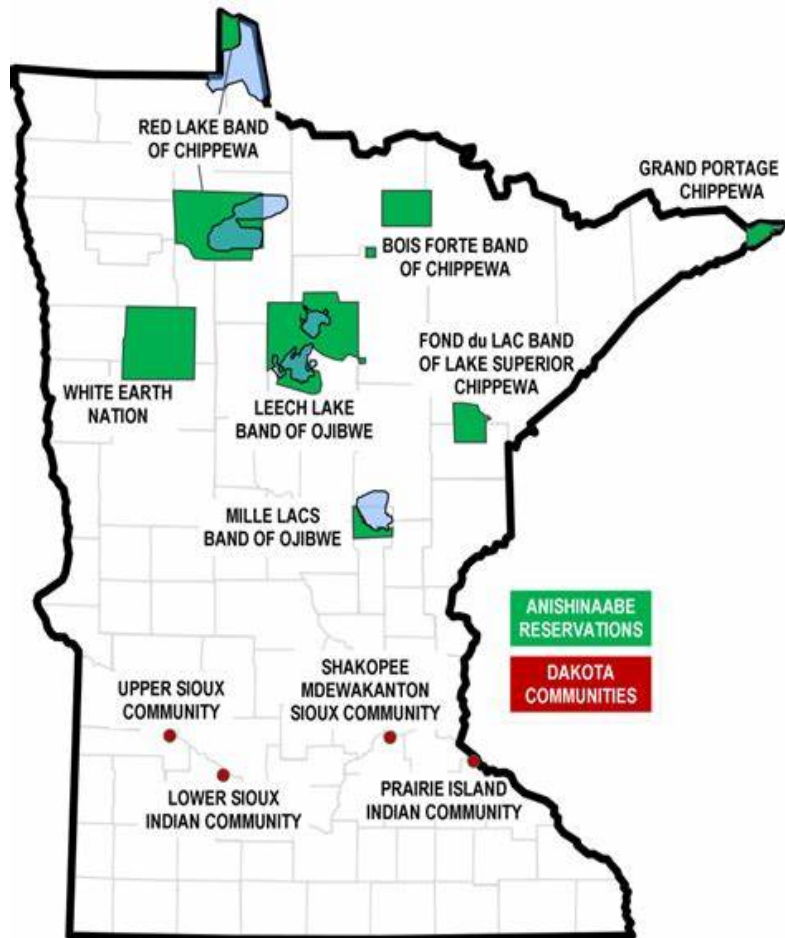 RED LAKE BAND
OF CHIPPEWA
GRAND PORTAGE
CHIPPEWA
BOIS FORTE BAND
OF CHIPPEWA
FOND du LAC BAND
OF LAKE SUPERIOR
CHIPPEWA
WHITE EARTH
NATION
LEECH LAKE
BAND OF OJIBWE
MILLE LACS
BAND OF OJIBWE
ANISHINAABE
RESERVATIONS
DAKOTA
COMMUNITIES
UPPER SIOUX
COMMUNITY
SHAKOPEE
MDEWAKANTON
SIOUX COMMUNITY
LOWER SIOUX
INDIAN COMMUNITY
PRAIRIE ISLAND
INDIAN COMMUNITY